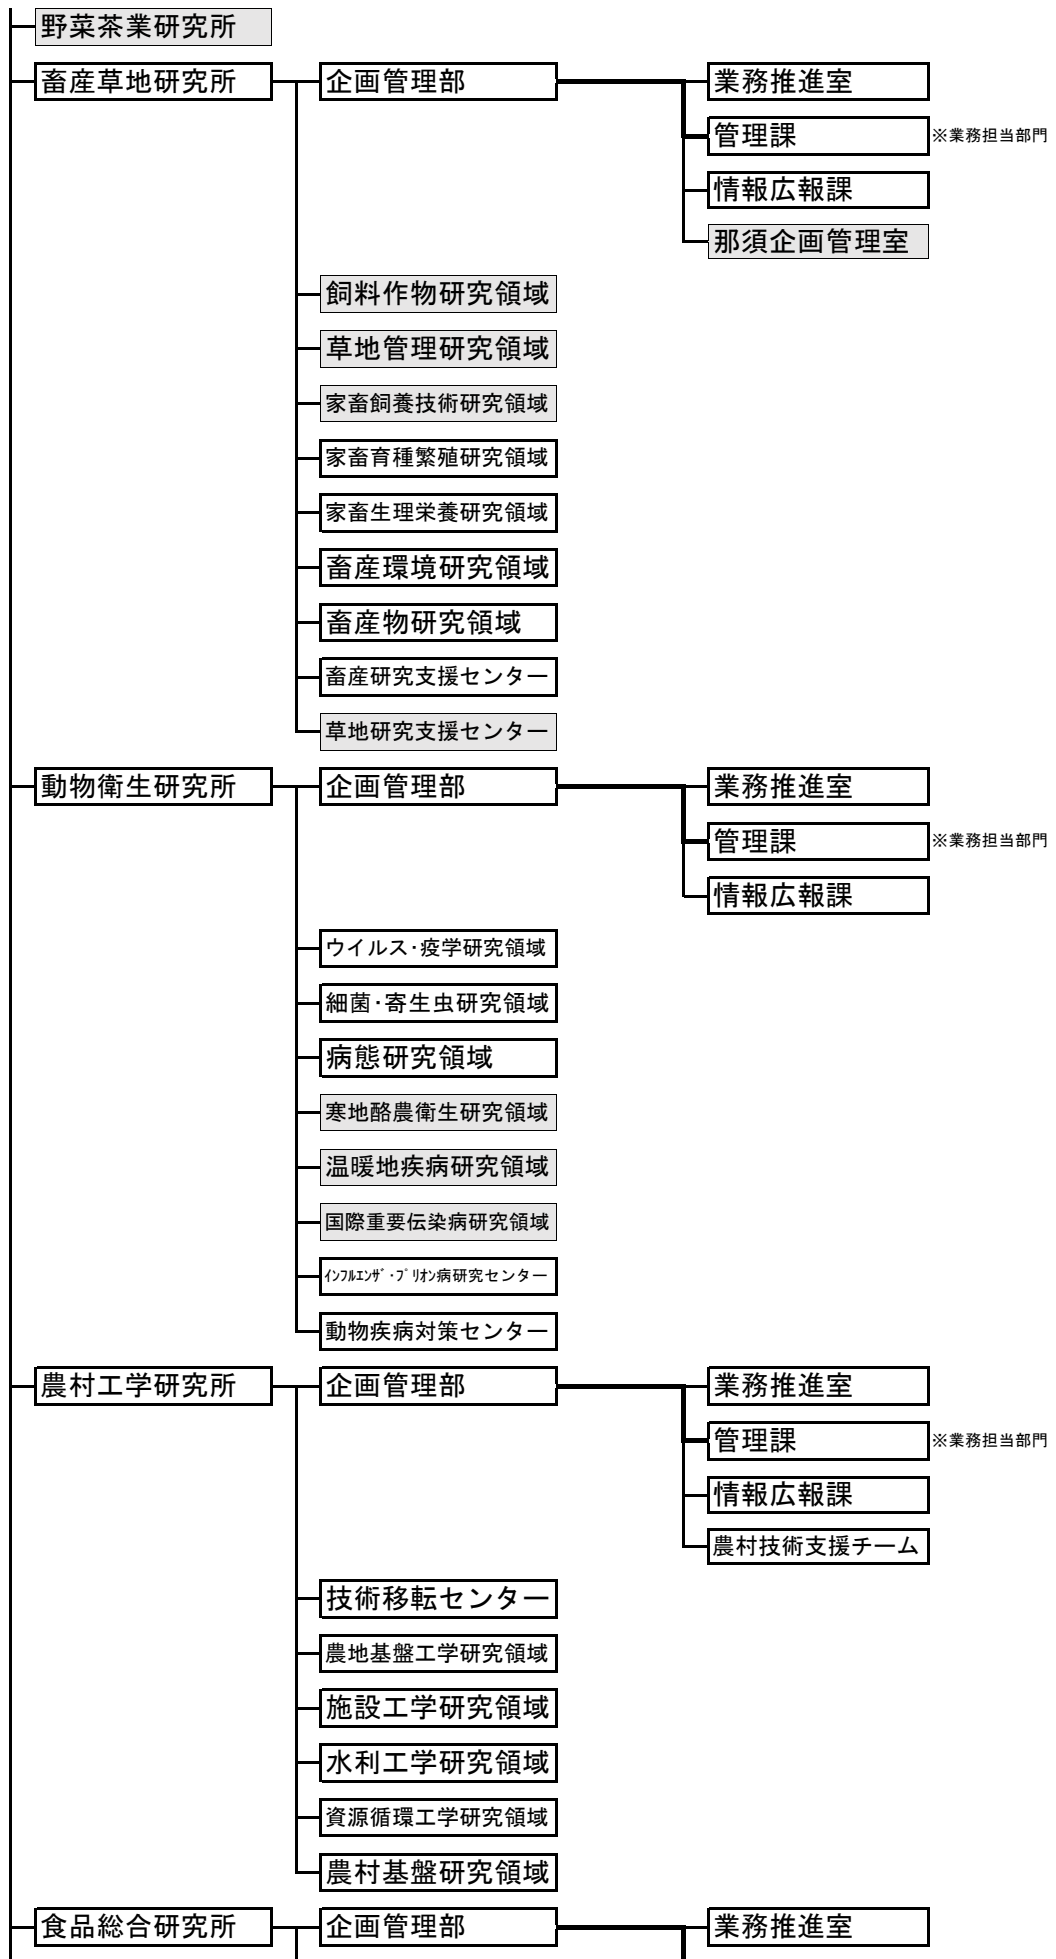 野菜茶業研究所
畜産草地研究所 企画管理部 業務推進室
管理課 ※業務担当部門
情報広報課
那須企画管理室
飼料作物研究領域
草地管理研究領域
家畜飼養技術研究領域
家畜育種繁殖研究領域
家畜生理栄養研究領域
畜産環境研究領域
畜産物研究領域
畜産研究支援センター
草地研究支援センター
動物衛生研究所 企画管理部 業務推進室
管理課 ※業務担当部門
情報広報課
ウイルス･疫学研究領域
細菌･寄生虫研究領域
病態研究領域
寒地酪農衛生研究領域
温暖地疾病研究領域
国際重要伝染病研究領域
ｲﾝﾌﾙｴﾝｻﾞ･ﾌﾟﾘｵﾝ病研究センター
動物疾病対策センター
農村工学研究所 企画管理部 業務推進室
管理課 ※業務担当部門
情報広報課
農村技術支援チーム
技術移転センター
農地基盤工学研究領域
施設工学研究領域
水利工学研究領域
資源循環工学研究領域
農村基盤研究領域
食品総合研究所 企画管理部 業務推進室